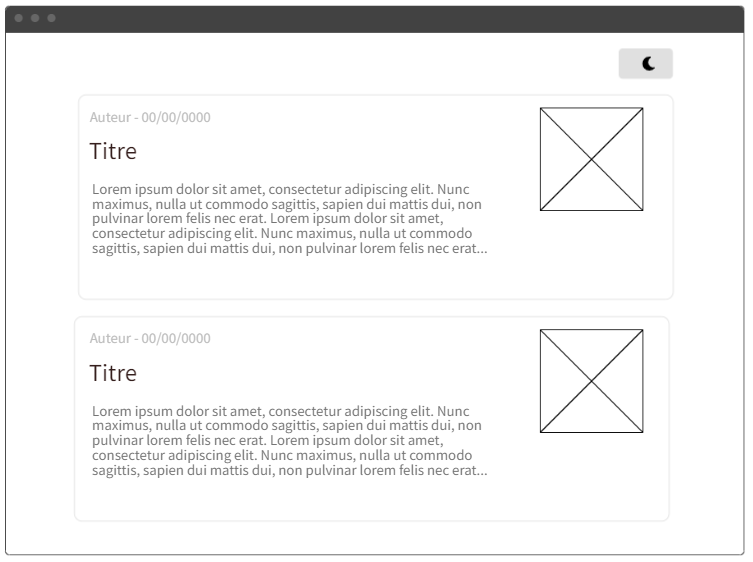 Auteur - 00/00/0000
Titre
Lorem ipsum dolor sit amet, consectetur adipiscing elit. Nunc
maximus, nulla ut commodo sagittis, sapien dui mattis dui, non
pulvinar lorem felis nec erat. Lorem ipsum dolor sit amet,
consectetur adipiscing elit. Nunc maximus, nulla ut commodo
sagittis, sapien dui mattis dui, non pulvinar lorem felis nec erat...
Auteur - 00/00/0000
Titre
Lorem ipsum dolor sit amet, consectetur adipiscing elit. Nunc
maximus, nulla ut commodo sagittis, sapien dui mattis dui, non
pulvinar lorem felis nec erat. Lorem ipsum dolor sit amet,
consectetur adipiscing elit. Nunc maximus, nulla ut commodo
sagittis, sapien dui mattis dui, non pulvinar lorem felis nec erat...